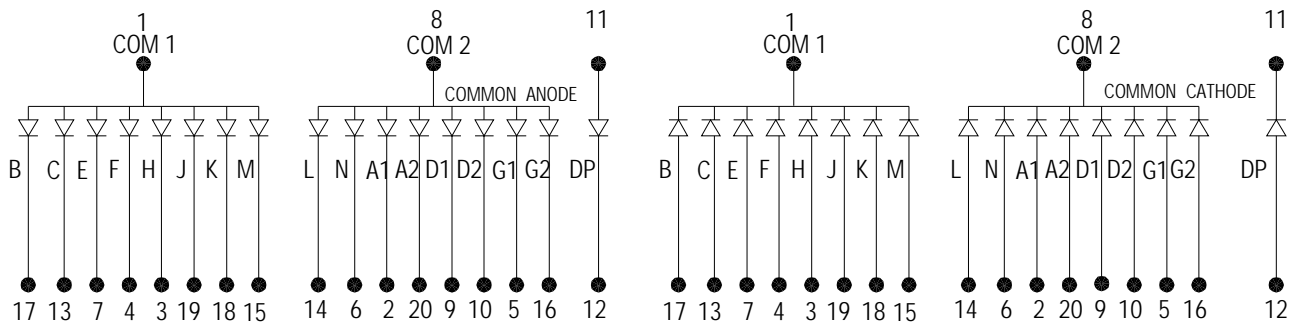 1 8 11 1 8 11
COM 1 COM 2 COM 1 COM 2
COMMON ANODE COMMON CATHODE
B C E F H J K M L N A1 A2 D1 D2 G1 G2 DP B C E F H J K M L N A1 A2 D1 D2 G1 G2 DP
17 13 7 4 3 19 18 15 14 6 2 20 9 10 5 16 12 17 13 7 4 3 19 18 15 14 6 2 20 9 10 5 16 12